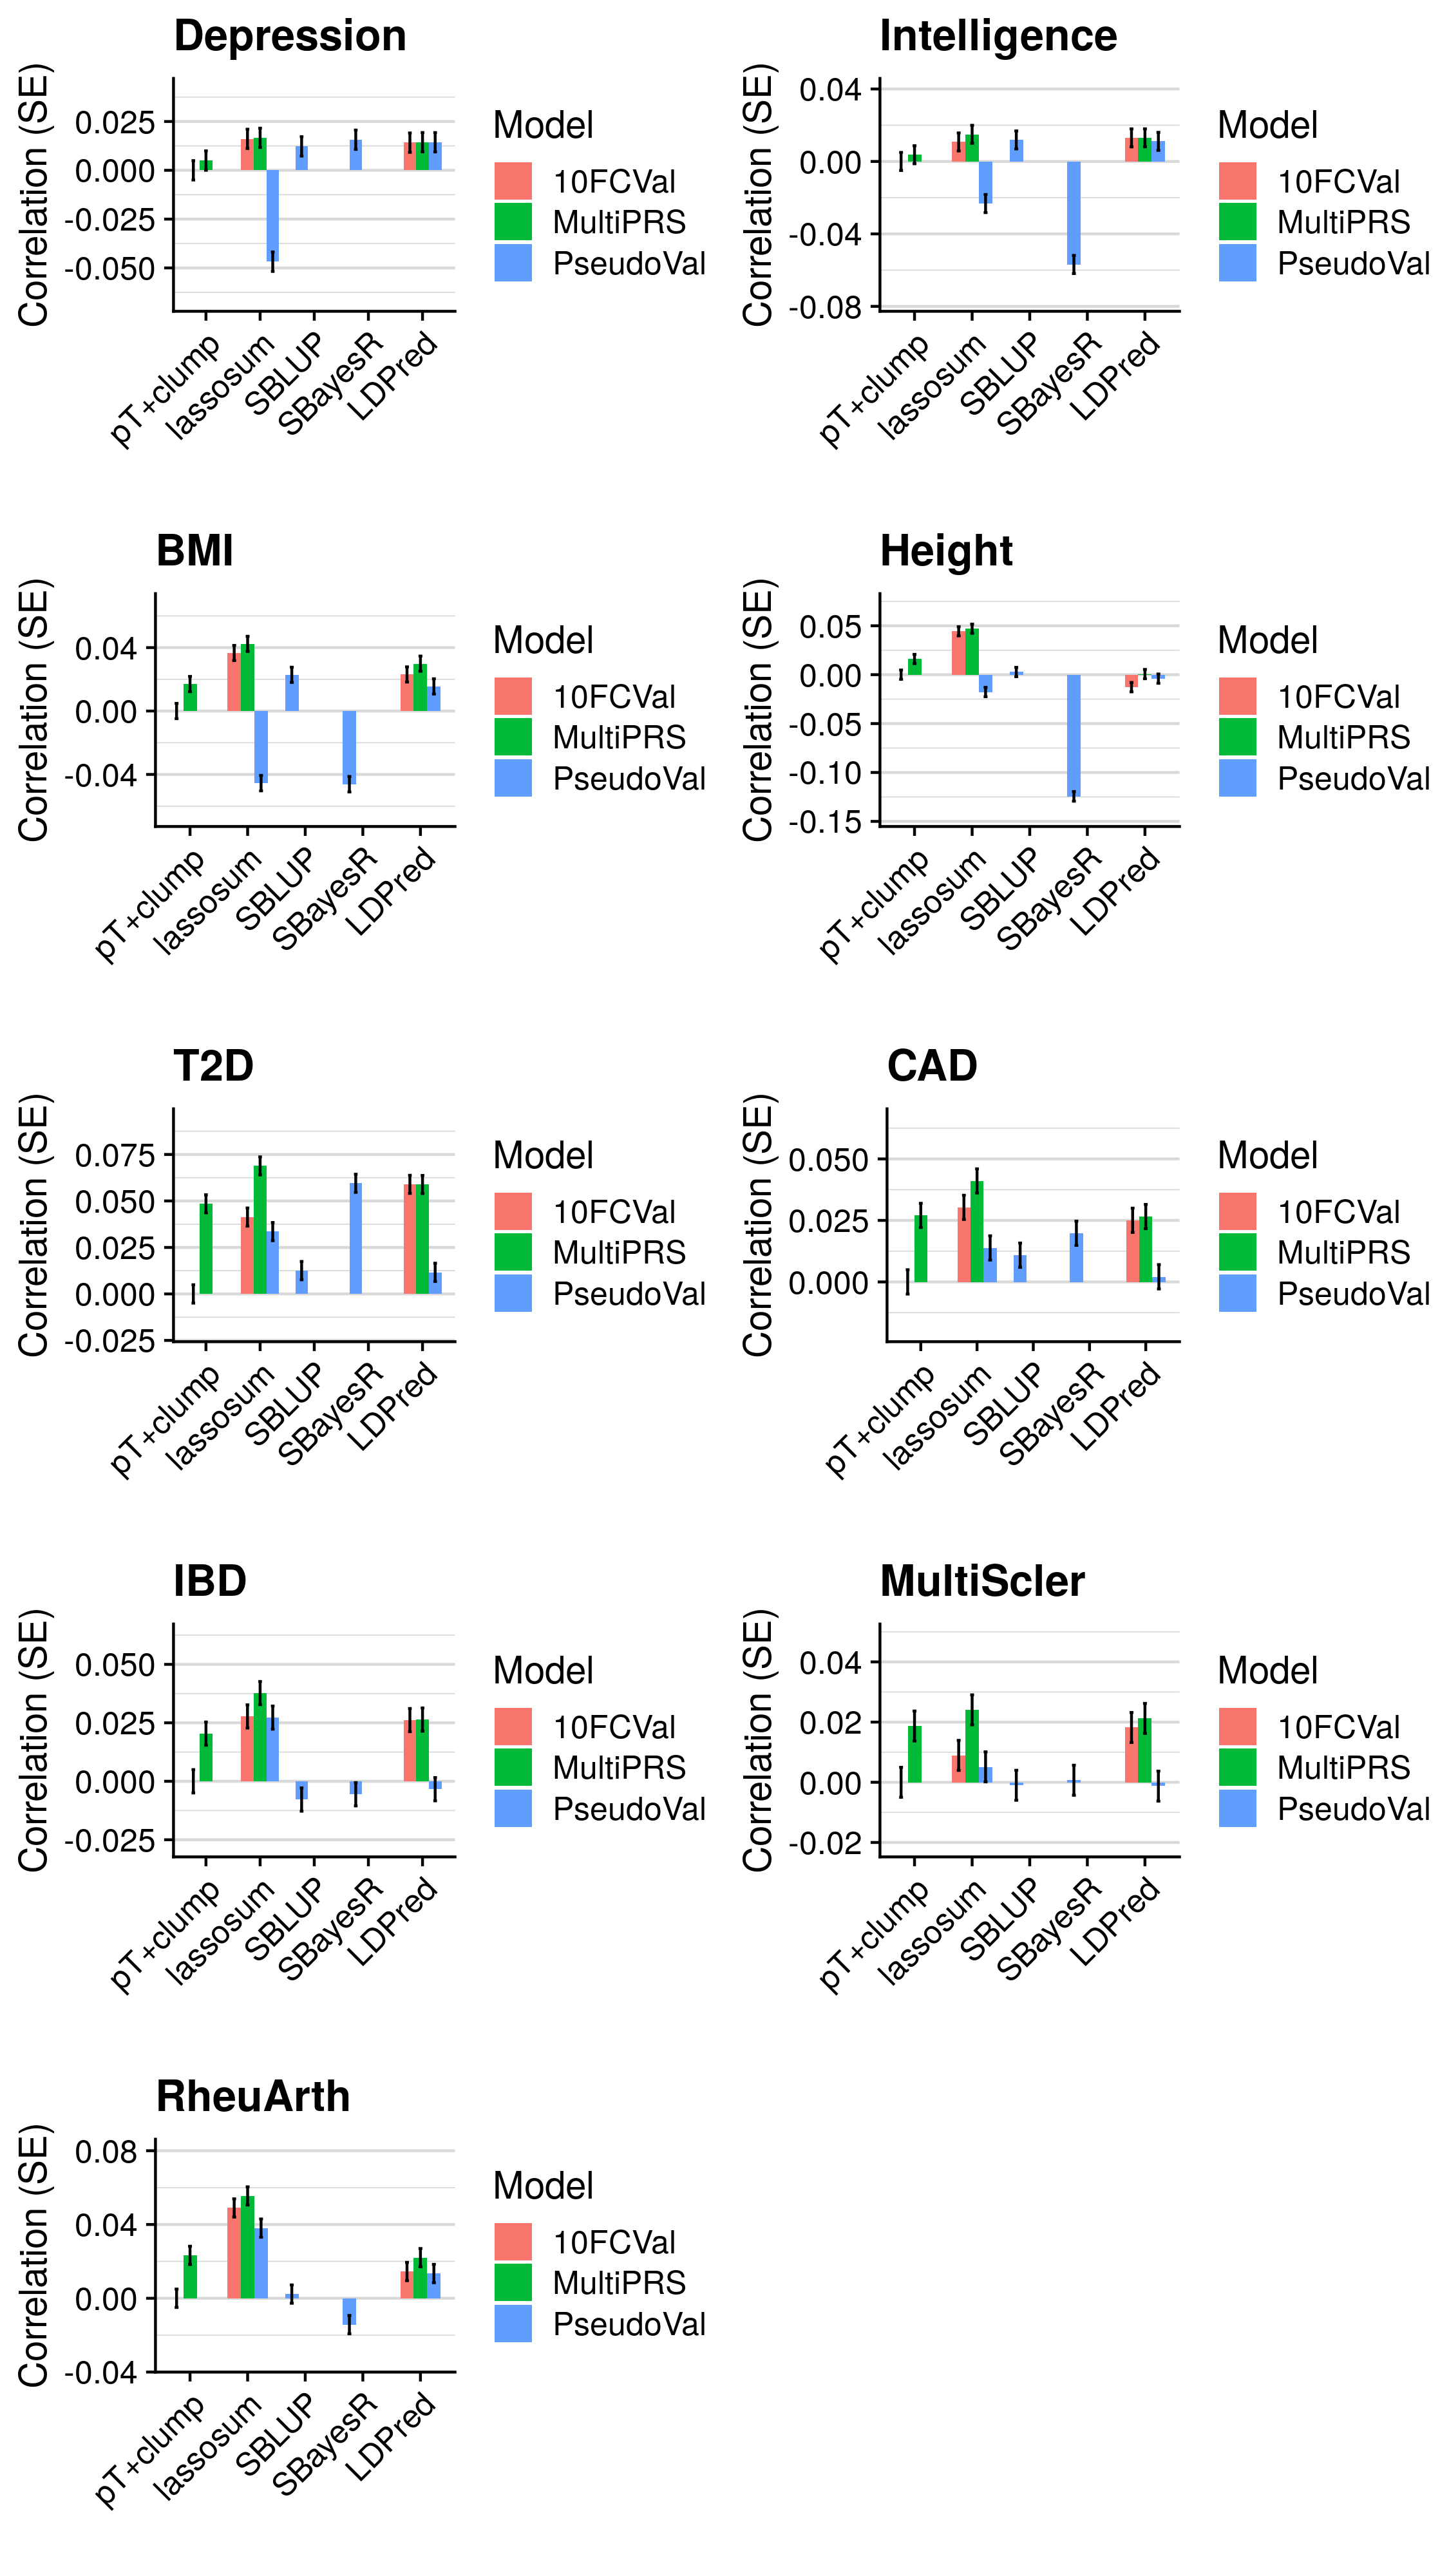 Depression
Correlation (SE)
0.025
0.000
-0.025
-0.050
pT+clump
lassosum
SBLUP
SBayesR
LDPred
Model
10FCVal
MultiPRS
PseudoVal
Intelligence
Correlation (SE)
0.04
0.00
-0.04
-0.08
pT+clump
lassosum
SBLUP
SBayesR
LDPred
Model
10FCVal
MultiPRS
PseudoVal
BMI
Correlation (SE)
0.04
0.00
-0.04
pT+clump
lassosum
SBLUP
SBayesR
LDPred
Model
10FCVal
MultiPRS
PseudoVal
Height
Correlation (SE)
0.05
0.00
-0.05
-0.10
-0.15
pT+clump
lassosum
SBLUP
SBayesR
LDPred
Model
10FCVal
MultiPRS
PseudoVal
T2D
Correlation (SE)
0.075
0.050
0.025
0.000
-0.025
pT+clump
lassosum
SBLUP
SBayesR
LDPred
Model
10FCVal
MultiPRS
PseudoVal
CAD
Correlation (SE)
0.050
0.025
0.000
pT+clump
lassosum
SBLUP
SBayesR
LDPred
Model
10FCVal
MultiPRS
PseudoVal
IBD
Correlation (SE)
0.050
0.025
0.000
-0.025
pT+clump
lassosum
SBLUP
SBayesR
LDPred
Model
10FCVal
MultiPRS
PseudoVal
MultiScler
Correlation (SE)
0.04
0.02
0.00
-0.02
pT+clump
lassosum
SBLUP
SBayesR
LDPred
Model
10FCVal
MultiPRS
PseudoVal
RheuArth
Correlation (SE)
0.08
0.04
0.00
-0.04
pT+clump
lassosum
SBLUP
SBayesR
LDPred
Model
10FCVal
MultiPRS
PseudoVal